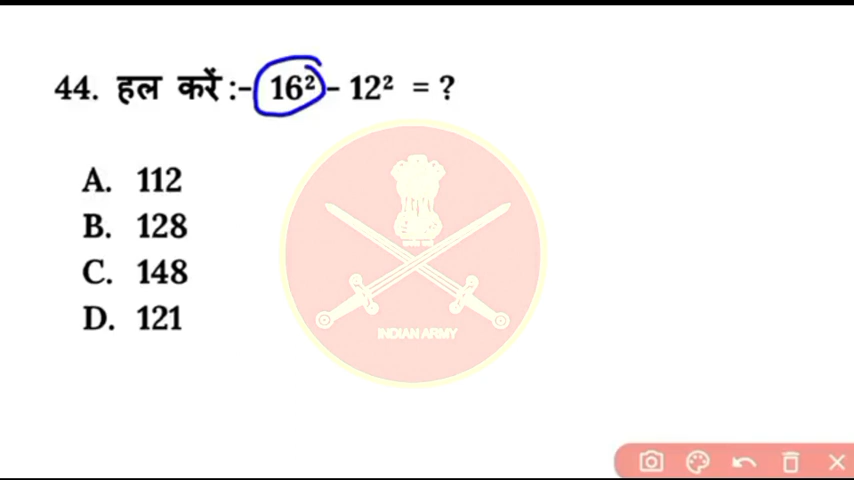 44. हल करें :- 16² - 12² = ?
A. 112
B. 128
C. 148
D. 121
INDIAN ARMY